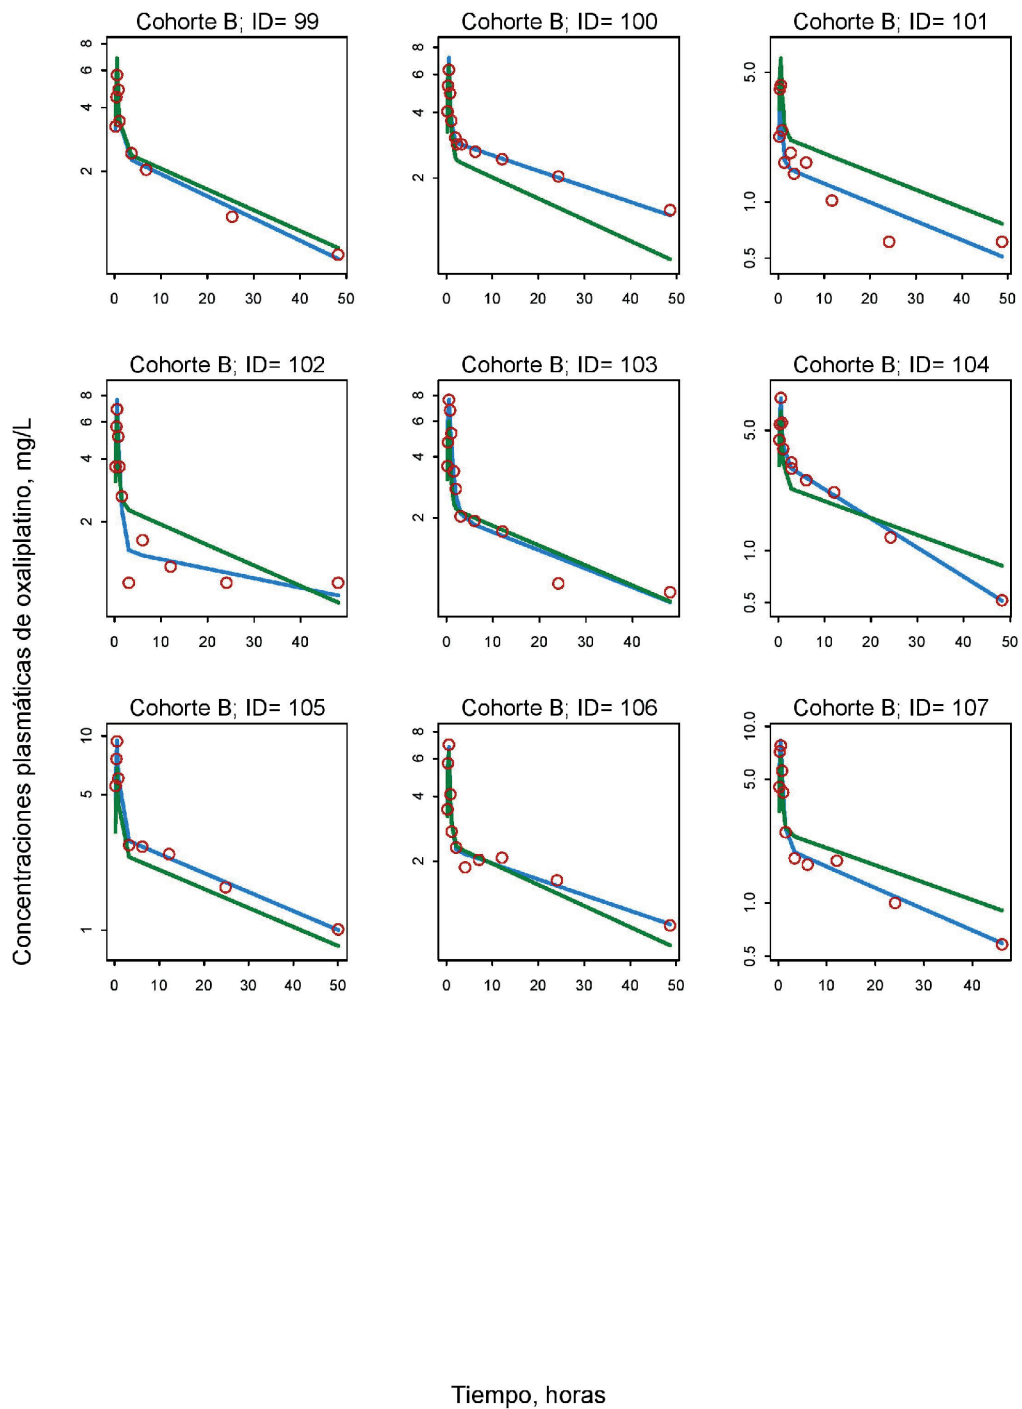 Cohorte B; ID= 99
Cohorte B; ID= 100
Cohorte B; ID= 101
8
6
4
2
0 10 20 30 40 50
8
6
4
2
0 10 20 30 40 50
5.0
1.0
0.5
0 10 20 30 40 50
Cohorte B; ID= 102
Cohorte B; ID= 103
Cohorte B; ID= 104
8
6
4
2
0 10 20 30 40
8
6
4
2
0 10 20 30 40
5.0
1.0
0.5
0 10 20 30 40 50
Cohorte B; ID= 105
Cohorte B; ID= 106
Cohorte B; ID= 107
10
5
1
0 10 20 30 40 50
8
6
4
2
0 10 20 30 40 50
10.0
5.0
1.0
0.5
0 10 20 30 40
Concentraciones plasmáticas de oxaliplatino, mg/L
Tiempo, horas